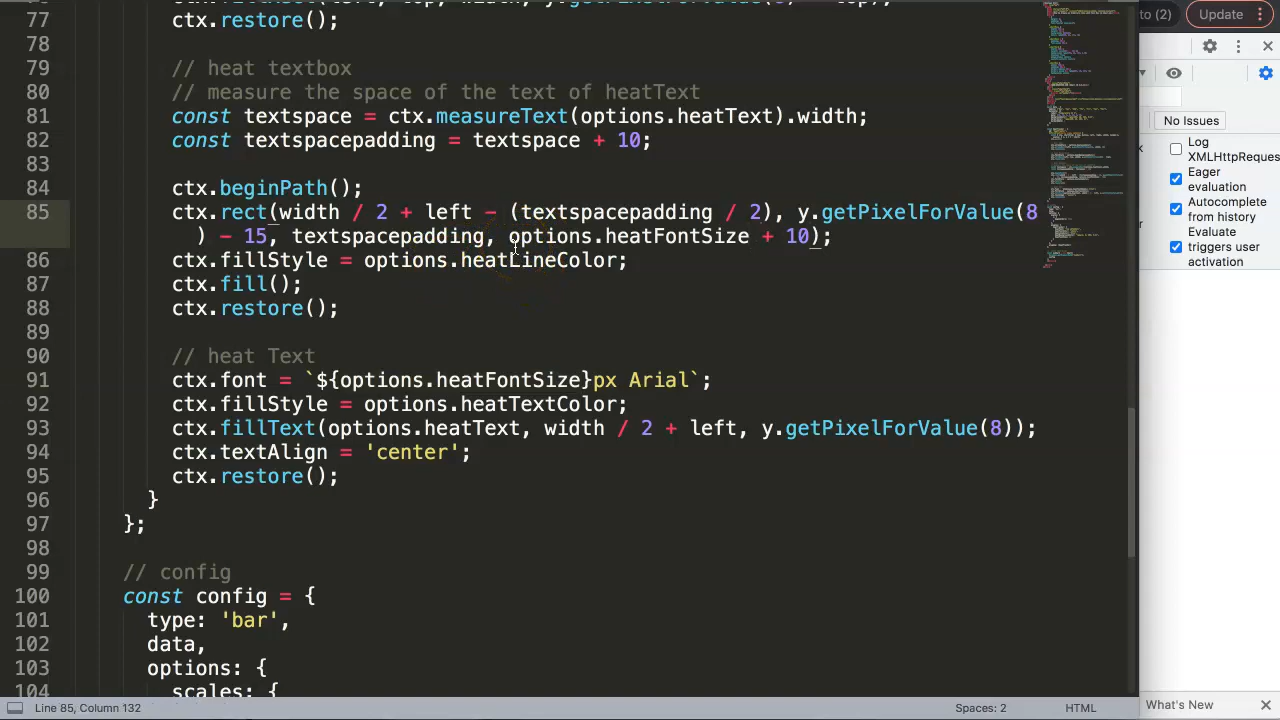 77 ctx.restore();
78
79 // heat textbox
80 // measure the space of the text of heatText
81 const textspace = ctx.measureText(options.heatText).width;
82 const textspacepadding = textspace + 10;
83
84 ctx.beginPath();
85 ctx.rect(width / 2 + left - (textspacepadding / 2), y.getPixelForValue(8
) - 15, textspacepadding, options.heatFontSize + 10);
86 ctx.fillStyle = options.heatLineColor;
87 ctx.fill();
88 ctx.restore();
89
90 // heat Text
91 ctx.font = `${options.heatFontSize}px Arial`;
92 ctx.fillStyle = options.heatTextColor;
93 ctx.fillText(options.heatText, width / 2 + left, y.getPixelForValue(8));
94 ctx.textAlign = 'center';
95 ctx.restore();
96 }
97 };
98
99 // config
100 const config = {
101 type: 'bar',
102 data,
103 options: {
104 scales: {
Line 85, Column 132
Spaces: 2
HTML
to (2)
Update
No Issues
Log
XMLHttpReques
Eager
evaluation
Autocomplete
from history
Evaluate
triggers user
activation
What's New